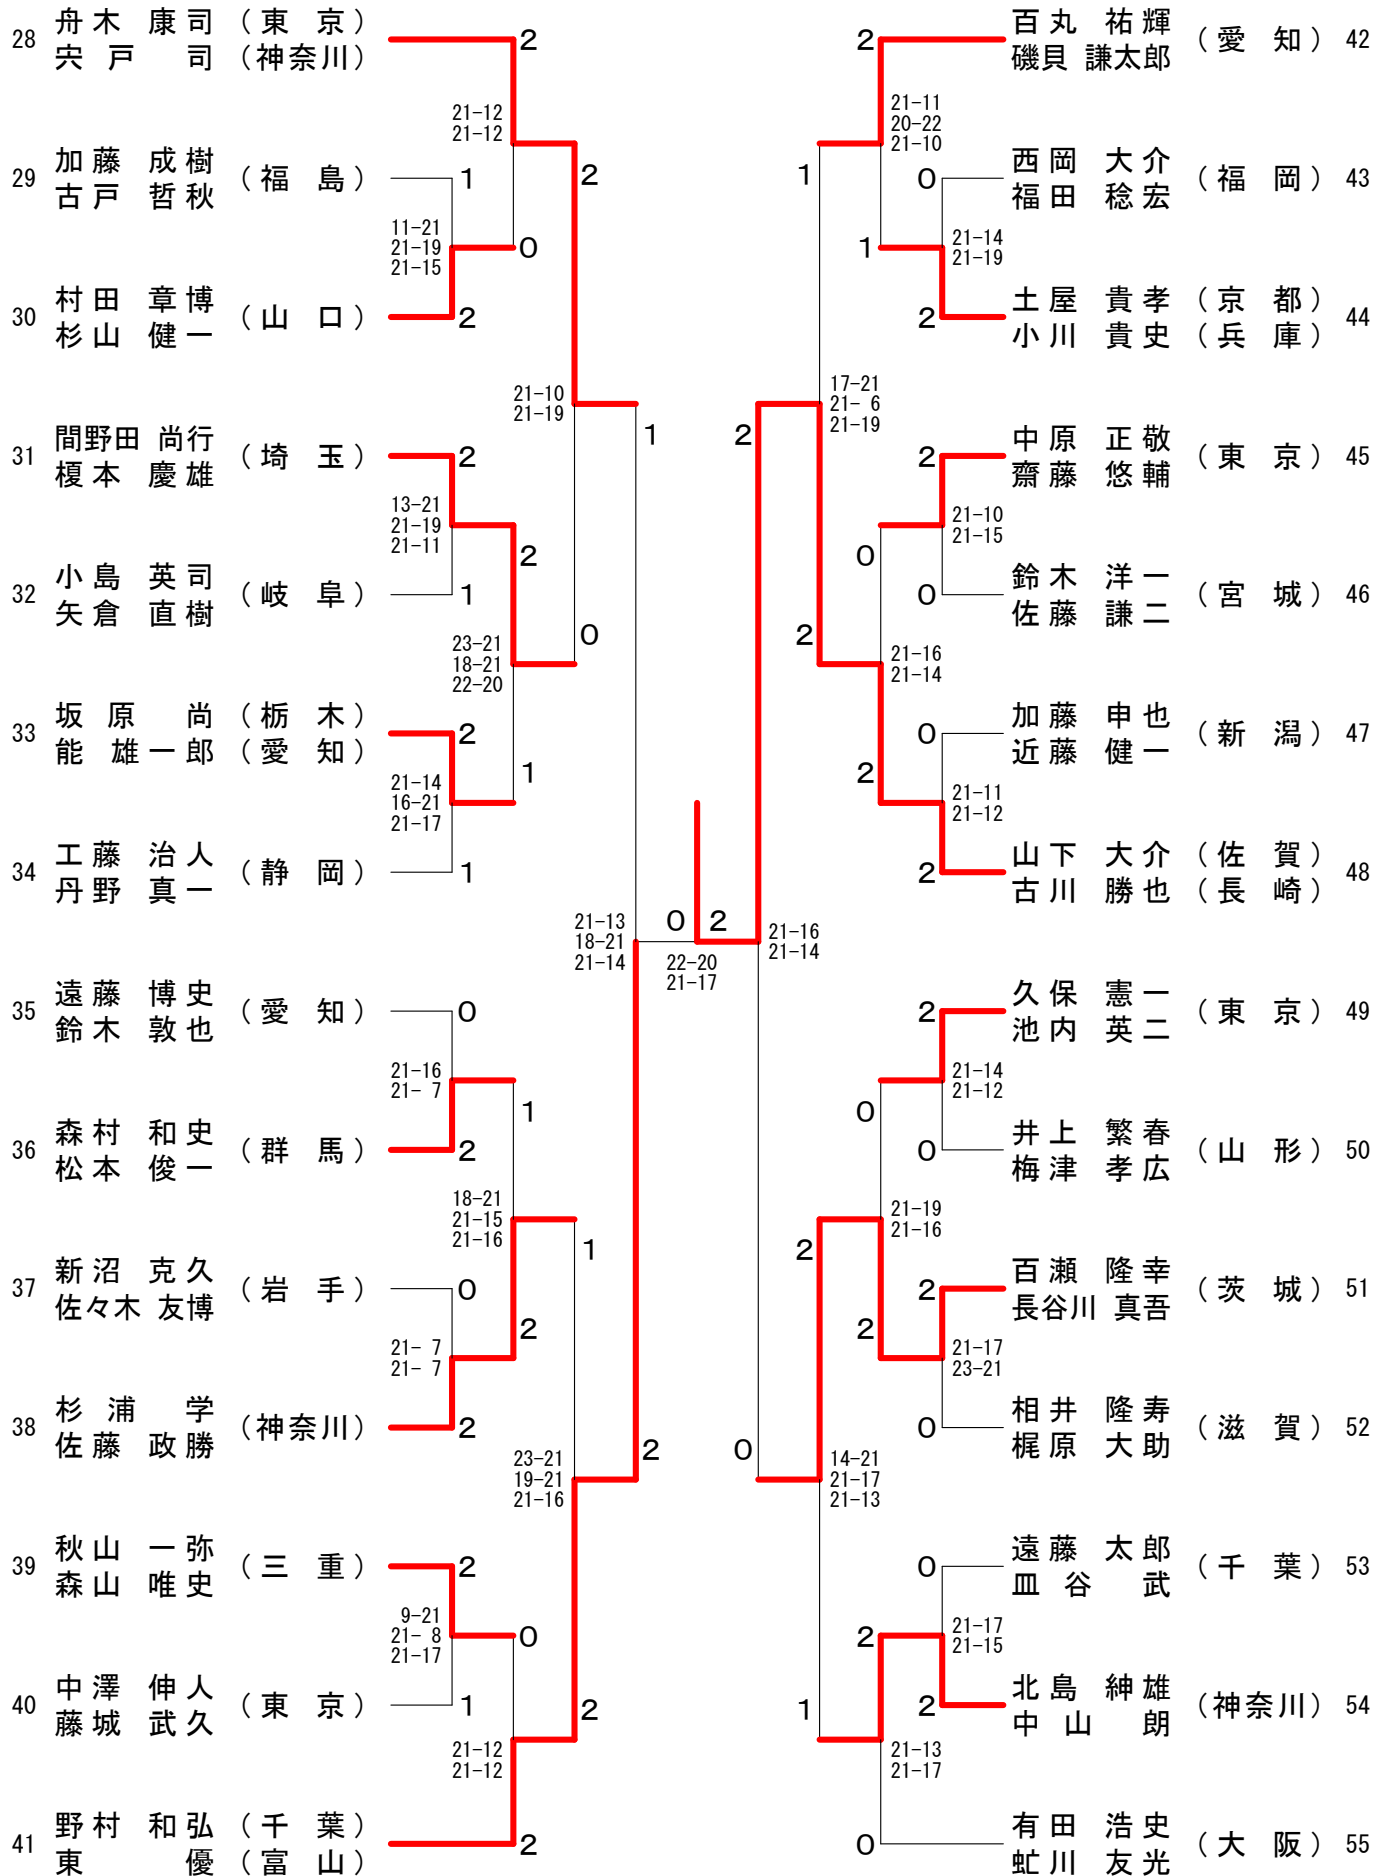 28 舟木 康司 (東 京) 2
宍戸 司 (神奈川)
21-12
21-12
29 加藤 成樹 (福 島) 1
古戸 哲秋
2
11-21
21-19
21-15
0
30 村田 章博 (山 口) 2
杉山 健一
21-10
21-19
1
31 間野田 尚行 (埼 玉) 2
榎本 慶雄
13-21
21-19
21-11
2
32 小島 英司 (岐 阜) 1
矢倉 直樹
0
23-21
18-21
22-20
33 坂原 尚 (栃 木) 2
能 雄一郎 (愛 知)
1
21-14
16-21
21-17
34 工藤 治人 (静 岡) 1
丹野 真一
21-13
18-21
21-14
0 2
22-20
21-17
35 遠藤 博史 (愛 知) 0
鈴木 敦也
21-16
21- 7
1
36 森村 和史 (群 馬) 2
松本 俊一
18-21
21-15
21-16
1
37 新沼 克久 (岩 手) 0
佐々木 友博
2
21- 7
21- 7
38 杉浦 学 (神奈川) 2
佐藤 政勝
2
23-21
19-21
21-16
39 秋山 一弥 (三 重) 2
森山 唯史
9-21
21- 8
21-17
0
40 中澤 伸人 (東 京) 1
藤城 武久
2
21-12
21-12
41 野村 和弘 (千 葉) 2
東 優 (富 山)
2 百丸 祐輝 (愛 知) 42
磯貝 謙太郎
21-11
20-22
21-10
1
0 西岡 大介 (福 岡) 43
福田 稔宏
1
21-14
21-19
2 土屋 貴孝 (京 都) 44
小川 貴史 (兵 庫)
17-21
21- 6
21-19
2
2 中原 正敬 (東 京) 45
齋藤 悠輔
21-10
21-15
0
0 鈴木 洋一 (宮 城) 46
佐藤 謙二
2
21-16
21-14
0 加藤 申也 (新 潟) 47
近藤 健一
2
21-11
21-12
2 山下 大介 (佐 賀) 48
古川 勝也 (長 崎)
21-16
21-14
2 久保 憲一 (東 京) 49
池内 英二
21-14
21-12
0
0 井上 繁春 (山 形) 50
梅津 孝広
21-19
21-16
2
2 百瀬 隆幸 (茨 城) 51
長谷川 真吾
2
21-17
23-21
0 相井 隆寿 (滋 賀) 52
梶原 大助
0
14-21
21-17
21-13
0 遠藤 太郎 (千 葉) 53
皿谷 武
21-17
21-15
2
2 北島 紳雄 (神奈川) 54
中山 朗
1
21-13
21-17
0 有田 浩史 (大 阪) 55
虻川 友光